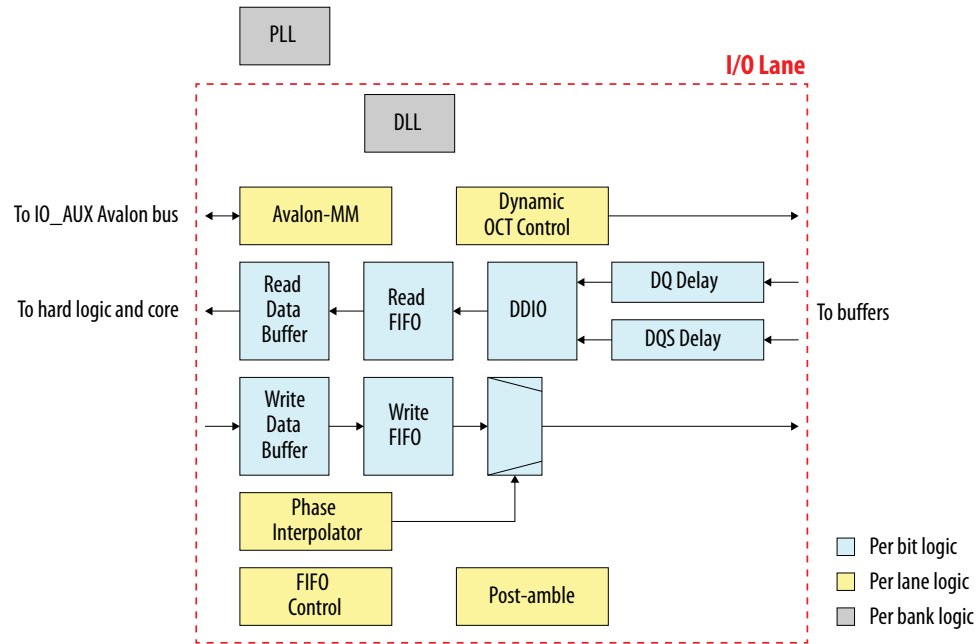 PLL
I/O Lane
DLL
To IO_AUX Avalon bus
Avalon-MM
Dynamic
OCT Control
To hard logic and core
Read
Data
Buffer
Read
FIFO
DDIO
DQ Delay
DQS Delay
To buffers
Write
Data
Buffer
Write
FIFO
Phase
Interpolator
FIFO
Control
Post-amble
Per bit logic
Per lane logic
Per bank logic